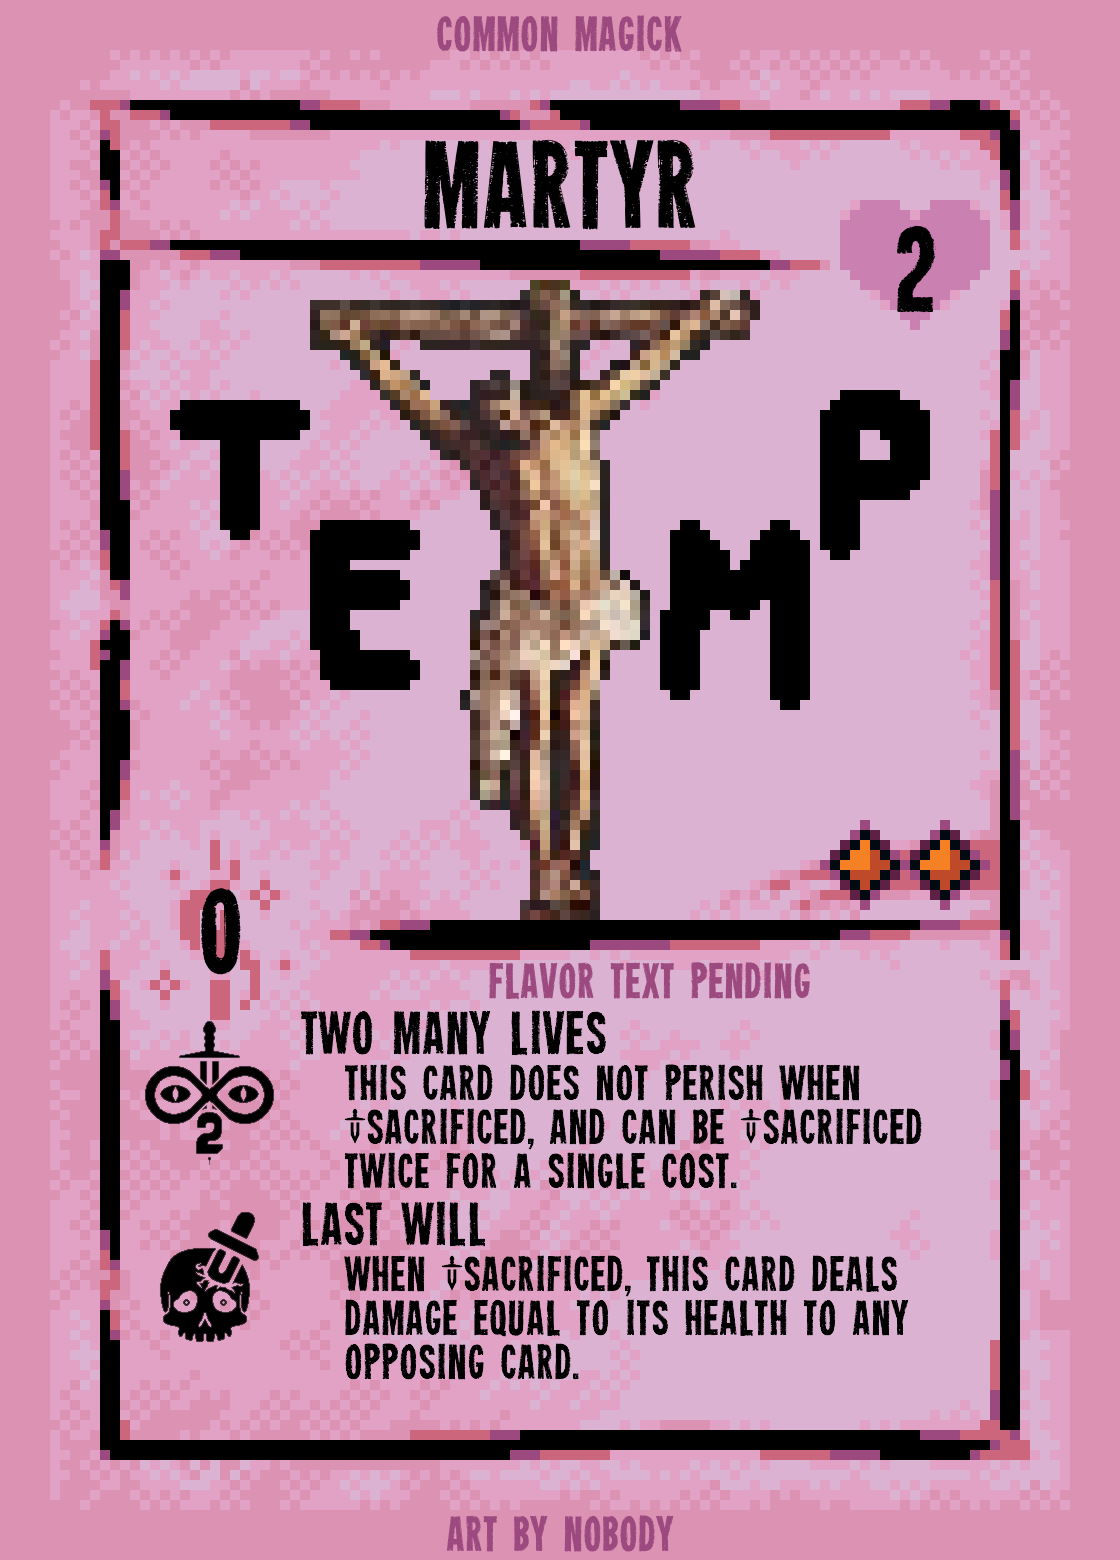 COMMON MAGICK
MARTYR
2
TEMP
0
FLAVOR TEXT PENDING
TWO MANY LIVES
THIS CARD DOES NOT PERISH WHEN
SACRIFICED, AND CAN BE SACRIFICED
TWICE FOR A SINGLE COST.
2
LAST WILL
WHEN SACRIFICED, THIS CARD DEALS
DAMAGE EQUAL TO ITS HEALTH TO ANY
OPPOSING CARD.
ART BY NOBODY